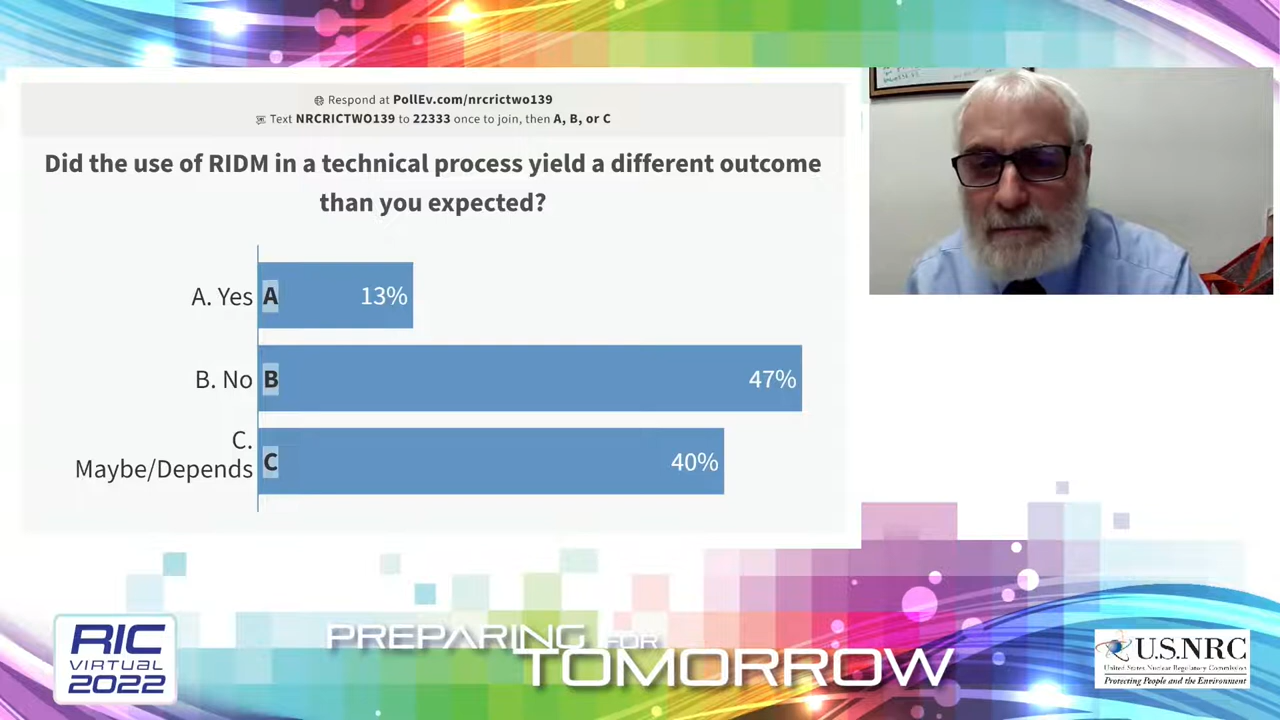 Respond at PollEv.com/nrcrictwo139
Text NRCRICTWO139 to 22333 once to join, then A, B, or C
Did the use of RIDM in a technical process yield a different outcome
than you expected?
A. Yes A 13%
B. No B 47%
C.
Maybe/Depends C 40%
RIC
VIRTUAL
2022
PREPARING FOR
TOMORROW
U.S.NRC
United States Nuclear Regulatory Commission
Protecting People and the Environment